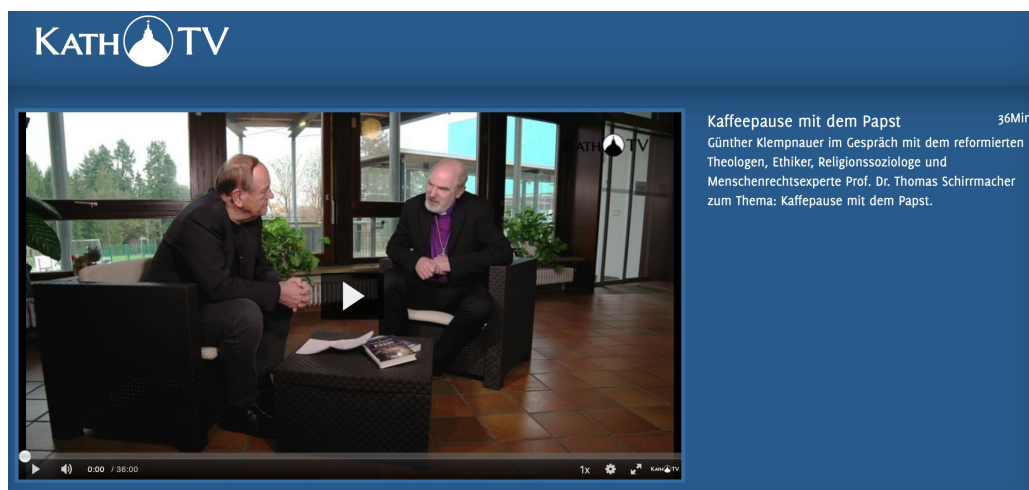 KATH TV
KATH TV
Kaffeepause mit dem Papst 36Min
Günther Klempnauer im Gespräch mit dem reformierten
Theologen, Ethiker, Religionssoziologe und
Menschenrechtsexperte Prof. Dr. Thomas Schirrmacher
zum Thema: Kaffepause mit dem Papst.
0:00 / 36:00 1x KATH TV